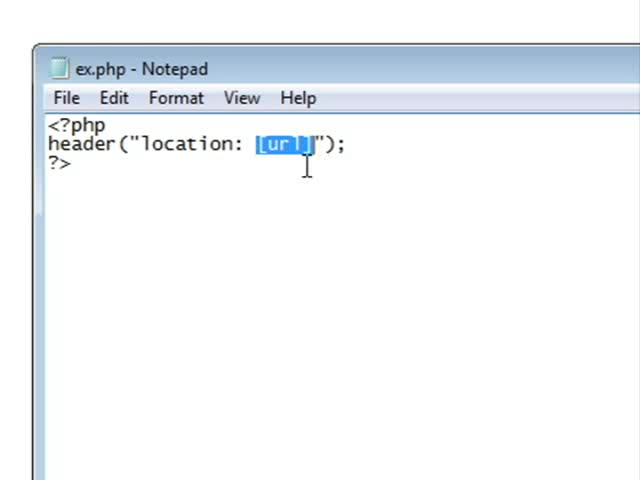 ex.php - Notepad
File Edit Format View Help
<?php
header("location: [url]");
?>